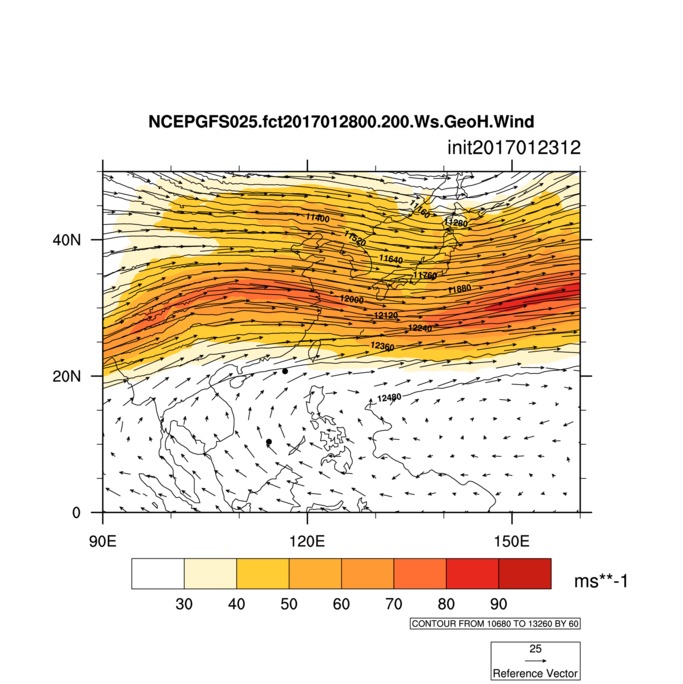 NCEPGFS025.fct2017012800.200.Ws.GeoH.Wind
init2017012312
11400
11160
11280
11520
11640
11760
11880
12000
12120
12240
12360
12480
40N
20N
0
90E 120E 150E
30 40 50 60 70 80 90
ms**-1
CONTOUR FROM 10680 TO 13260 BY 60
25
Reference Vector